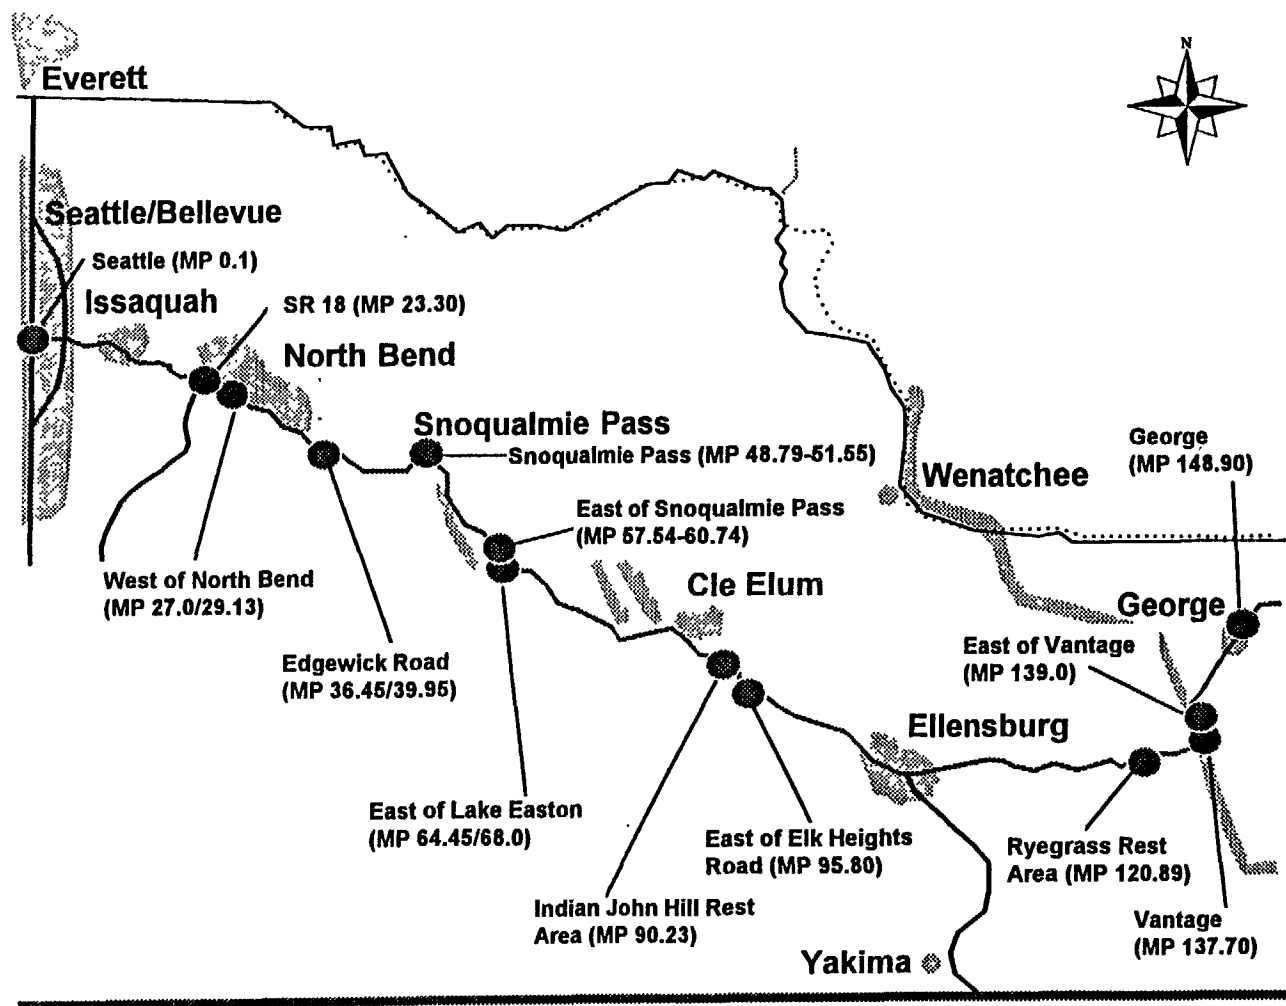 N
Everett
Seattle/Bellevue
Seattle (MP 0.1)
Issaquah
SR 18 (MP 23.30)
North Bend
Snoqualmie Pass
Snoqualmie Pass (MP 48.79-51.55)
George
(MP 148.90)
Wenatchee
East of Snoqualmie Pass
(MP 57.54-60.74)
West of North Bend
(MP 27.0/29.13)
Cle Elum
George
East of Vantage
(MP 139.0)
Edgewick Road
(MP 36.45/39.95)
Ellensburg
East of Lake Easton
(MP 64.45/68.0)
East of Elk Heights
Road (MP 95.80)
Ryegrass Rest
Area (MP 120.89)
Indian John Hill Rest
Area (MP 90.23)
Vantage
(MP 137.70)
Yakima